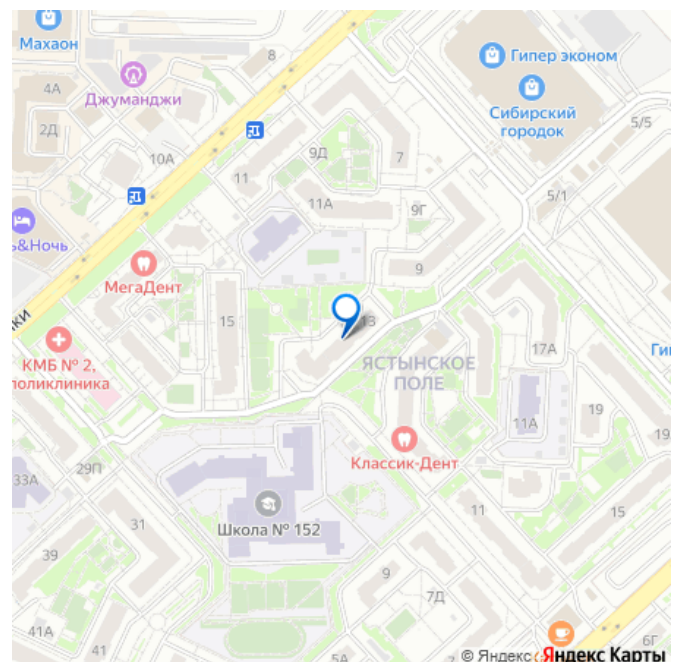 Махаон
8
Гипер эконом
4А
Джуманджи
Сибирский
городок
2Д
5/5
9Д
7
10А
11
11А
9Г
5/1
ь&Ночь
9
МегаДент
15
13
КМБ № 2,
поликлиника
ЯСТЫНСКОЕ
ПОЛЕ
17А
Ги
11А
19
Классик-Дент
19
29П
33А
Школа № 152
31
11
15
39
9
7Д
41А
5А
6Г
© Яндекс Яндекс Карты